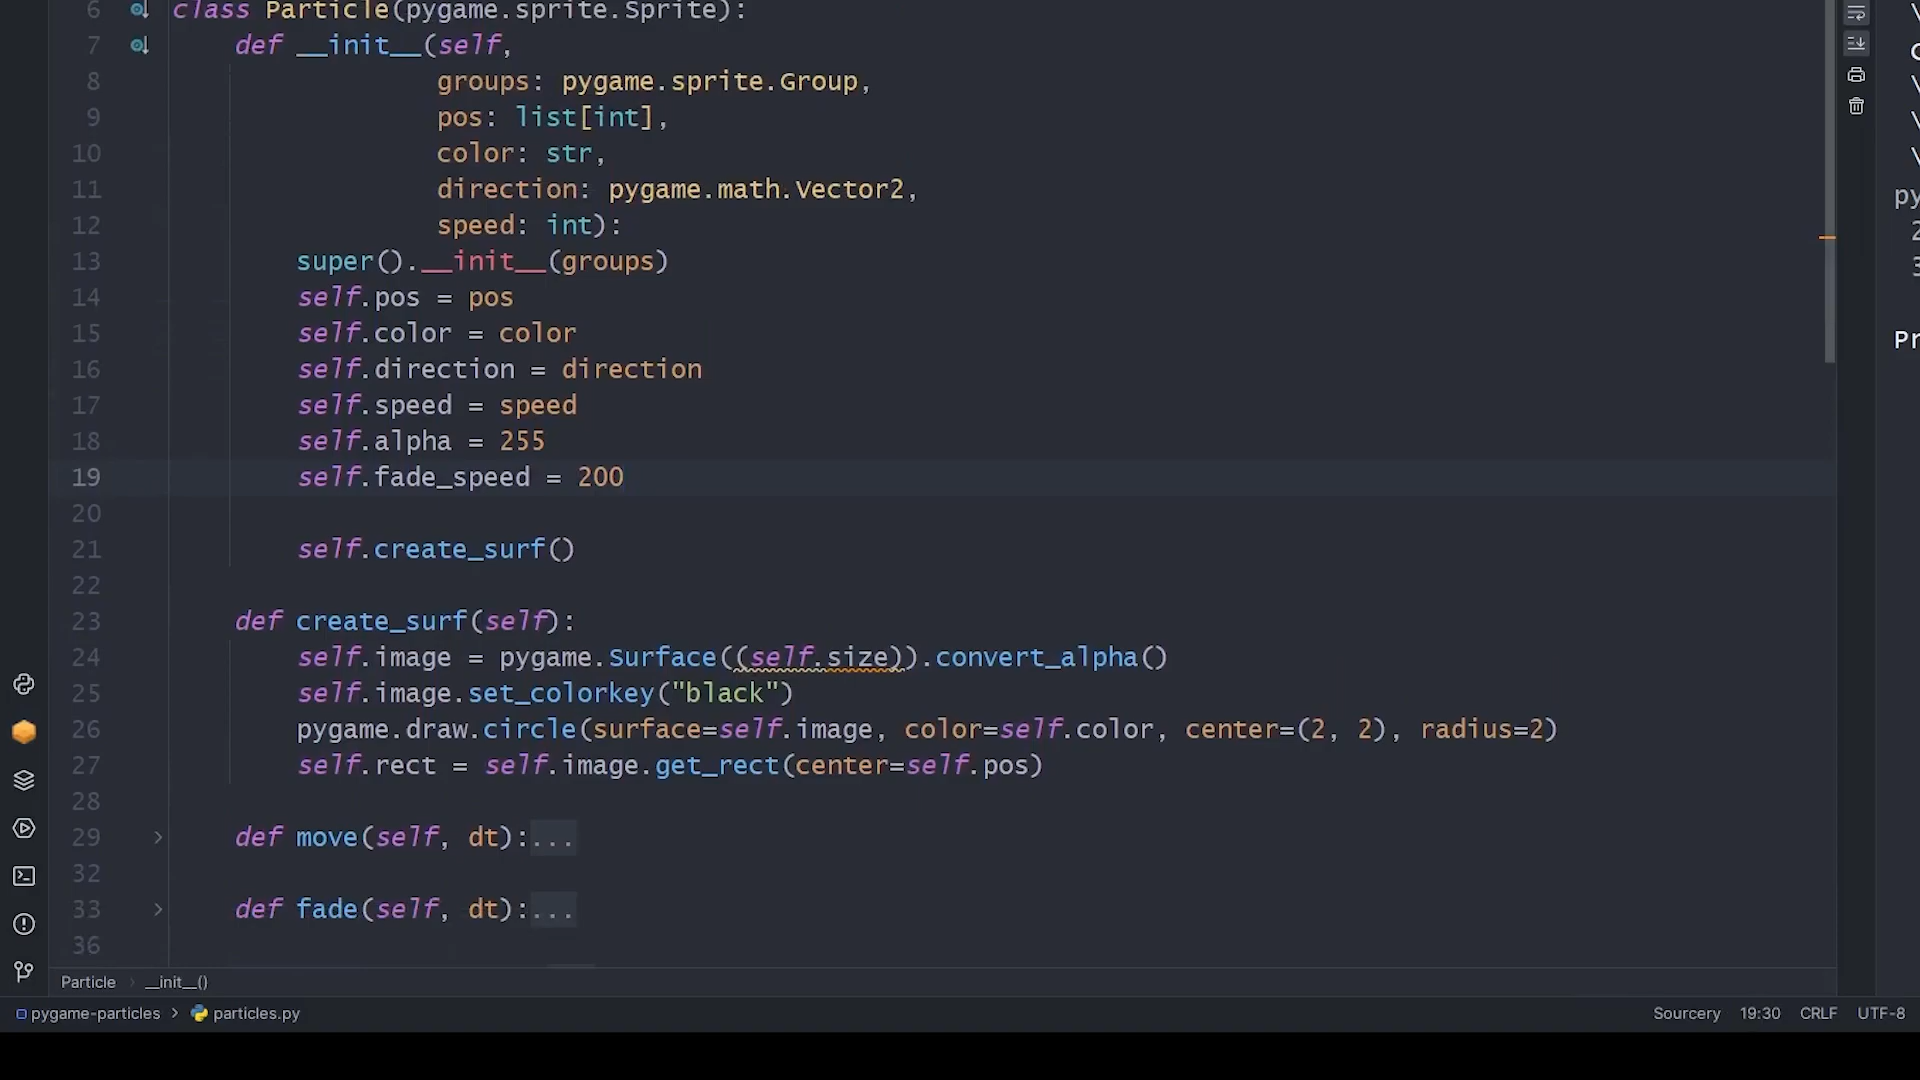 6 class Particle(pygame.sprite.Sprite):
7 def __init__(self,
8 groups: pygame.sprite.Group,
9 pos: list[int],
10 color: str,
11 direction: pygame.math.Vector2,
12 speed: int):
13 super().__init__(groups)
14 self.pos = pos
15 self.color = color
16 self.direction = direction
17 self.speed = speed
18 self.alpha = 255
19 self.fade_speed = 200
20
21 self.create_surf()
22
23 def create_surf(self):
24 self.image = pygame.Surface((self.size)).convert_alpha()
25 self.image.set_colorkey("black")
26 pygame.draw.circle(surface=self.image, color=self.color, center=(2, 2), radius=2)
27 self.rect = self.image.get_rect(center=self.pos)
28
29 def move(self, dt):...
32
33 def fade(self, dt):...
36
Particle __init__()
pygame-particles particles.py Sourcery 19:30 CRLF UTF-8
\
\
\
\
py
2
Pr